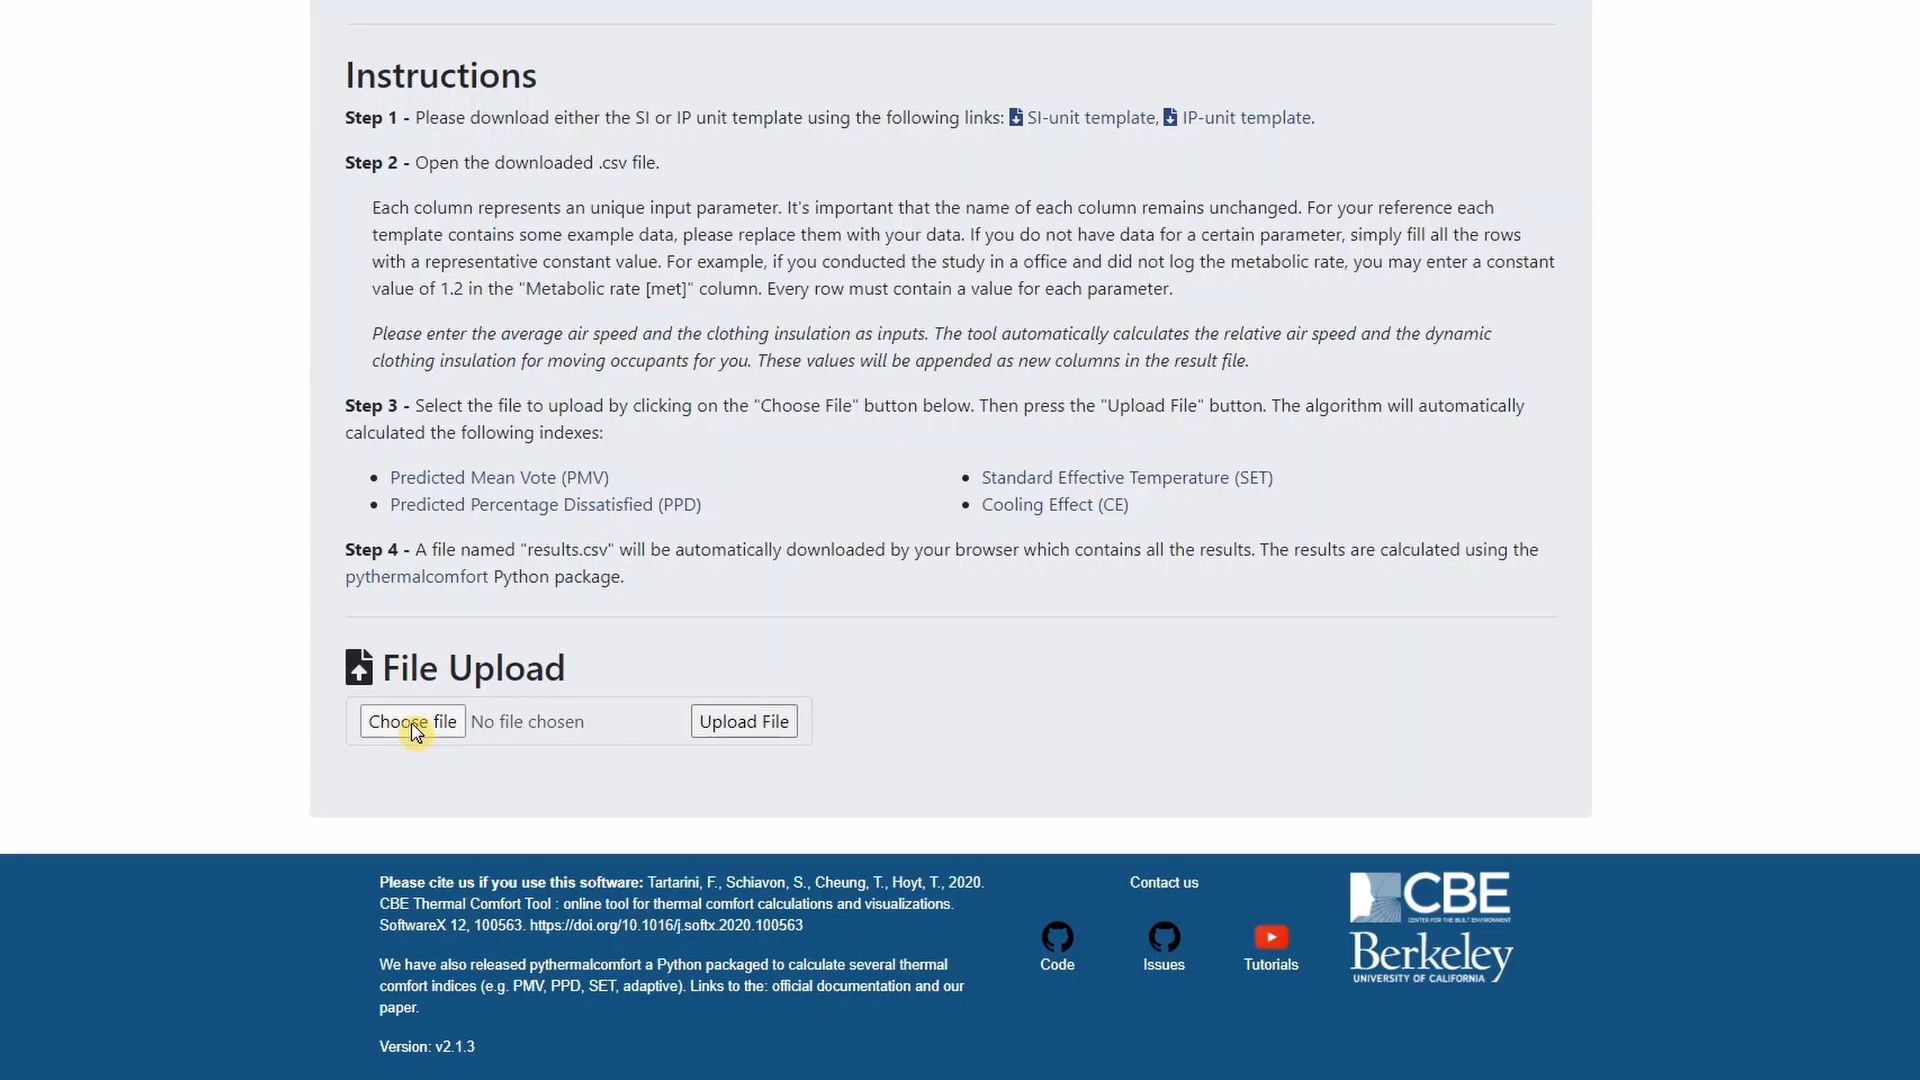 Instructions
Step 1 - Please download either the SI or IP unit template using the following links: SI-unit template, IP-unit template.
Step 2 - Open the downloaded .csv file.
Each column represents an unique input parameter. It's important that the name of each column remains unchanged. For your reference each
template contains some example data, please replace them with your data. If you do not have data for a certain parameter, simply fill all the rows
with a representative constant value. For example, if you conducted the study in a office and did not log the metabolic rate, you may enter a constant
value of 1.2 in the "Metabolic rate [met]" column. Every row must contain a value for each parameter.
Please enter the average air speed and the clothing insulation as inputs. The tool automatically calculates the relative air speed and the dynamic
clothing insulation for moving occupants for you. These values will be appended as new columns in the result file.
Step 3 - Select the file to upload by clicking on the "Choose File" button below. Then press the "Upload File" button. The algorithm will automatically
calculated the following indexes:
Predicted Mean Vote (PMV)
Predicted Percentage Dissatisfied (PPD)
Standard Effective Temperature (SET)
Cooling Effect (CE)
Step 4 - A file named "results.csv" will be automatically downloaded by your browser which contains all the results. The results are calculated using the
pythermalcomfort Python package.
File Upload
Choose file No file chosen Upload File
Please cite us if you use this software: Tartarini, F., Schiavon, S., Cheung, T., Hoyt, T., 2020.
CBE Thermal Comfort Tool : online tool for thermal comfort calculations and visualizations.
SoftwareX 12, 100563. https://doi.org/10.1016/j.softx.2020.100563
We have also released pythermalcomfort a Python packaged to calculate several thermal
comfort indices (e.g. PMV, PPD, SET, adaptive). Links to the: official documentation and our
paper.
Version: v2.1.3
Contact us
Code Issues Tutorials
CBE
CENTER FOR THE BUILT ENVIRONMENT
Berkeley
UNIVERSITY OF CALIFORNIA